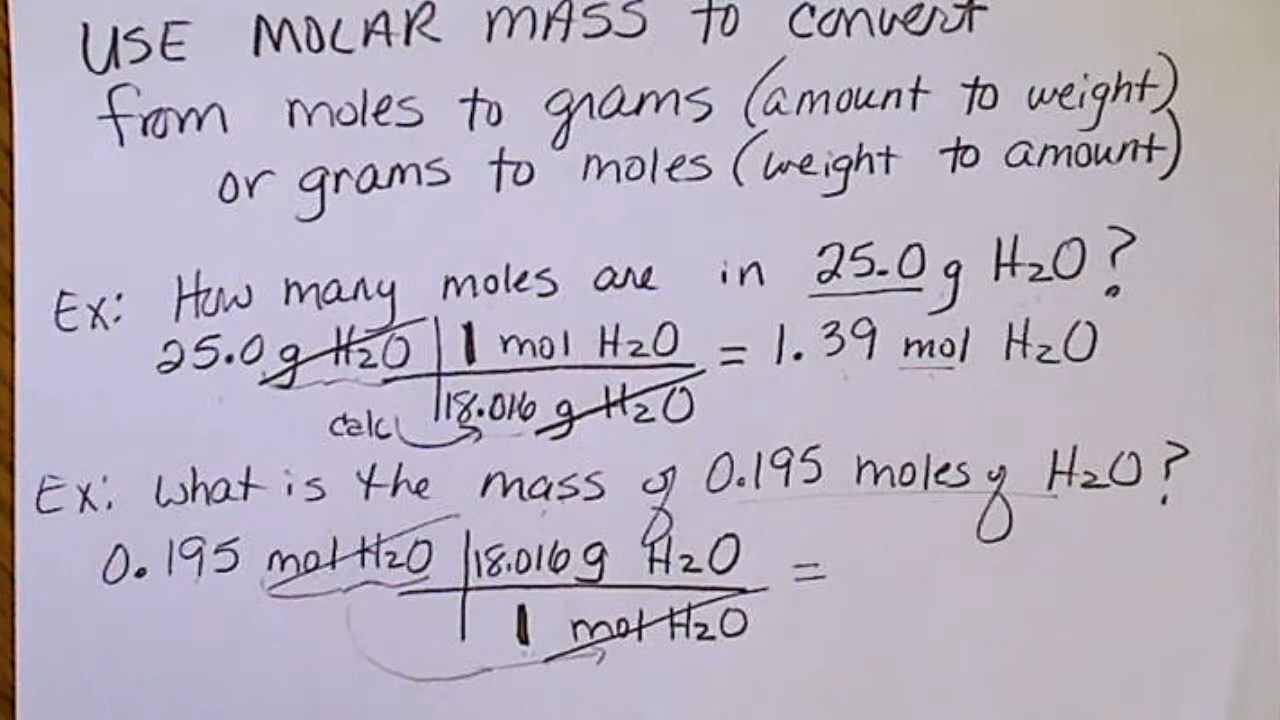 USE MOLAR MASS to convert
from moles to grams (amount to weight)
or grams to moles (weight to amount)
Ex: How many moles are in 25.0 g H2O?
25.0 g H2O | 1 mol H2O = 1.39 mol H2O
18.016 g H2O
calc
Ex: What is the mass of 0.195 moles of H2O?
0.195 mol H2O | 18.016 g H2O =
1 mol H2O